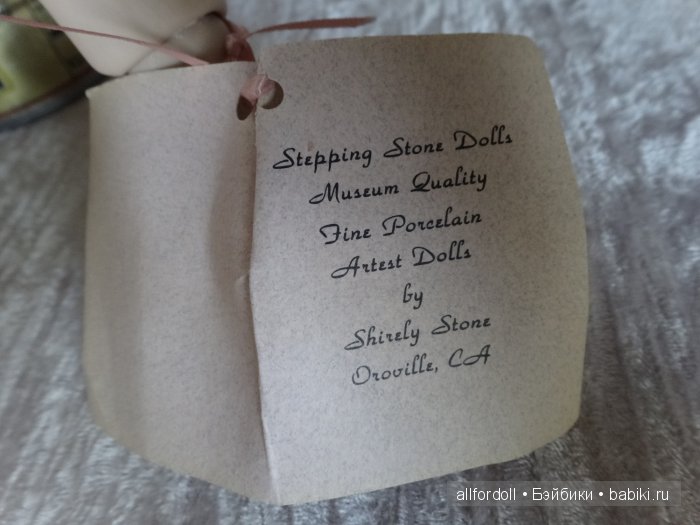 Stepping Stone Dolls
Museum Quality
Fine Porcelain
Artest Dolls
by
Shirely Stone
Oroville, CA
allfordoll • Бэйбики • babiki.ru